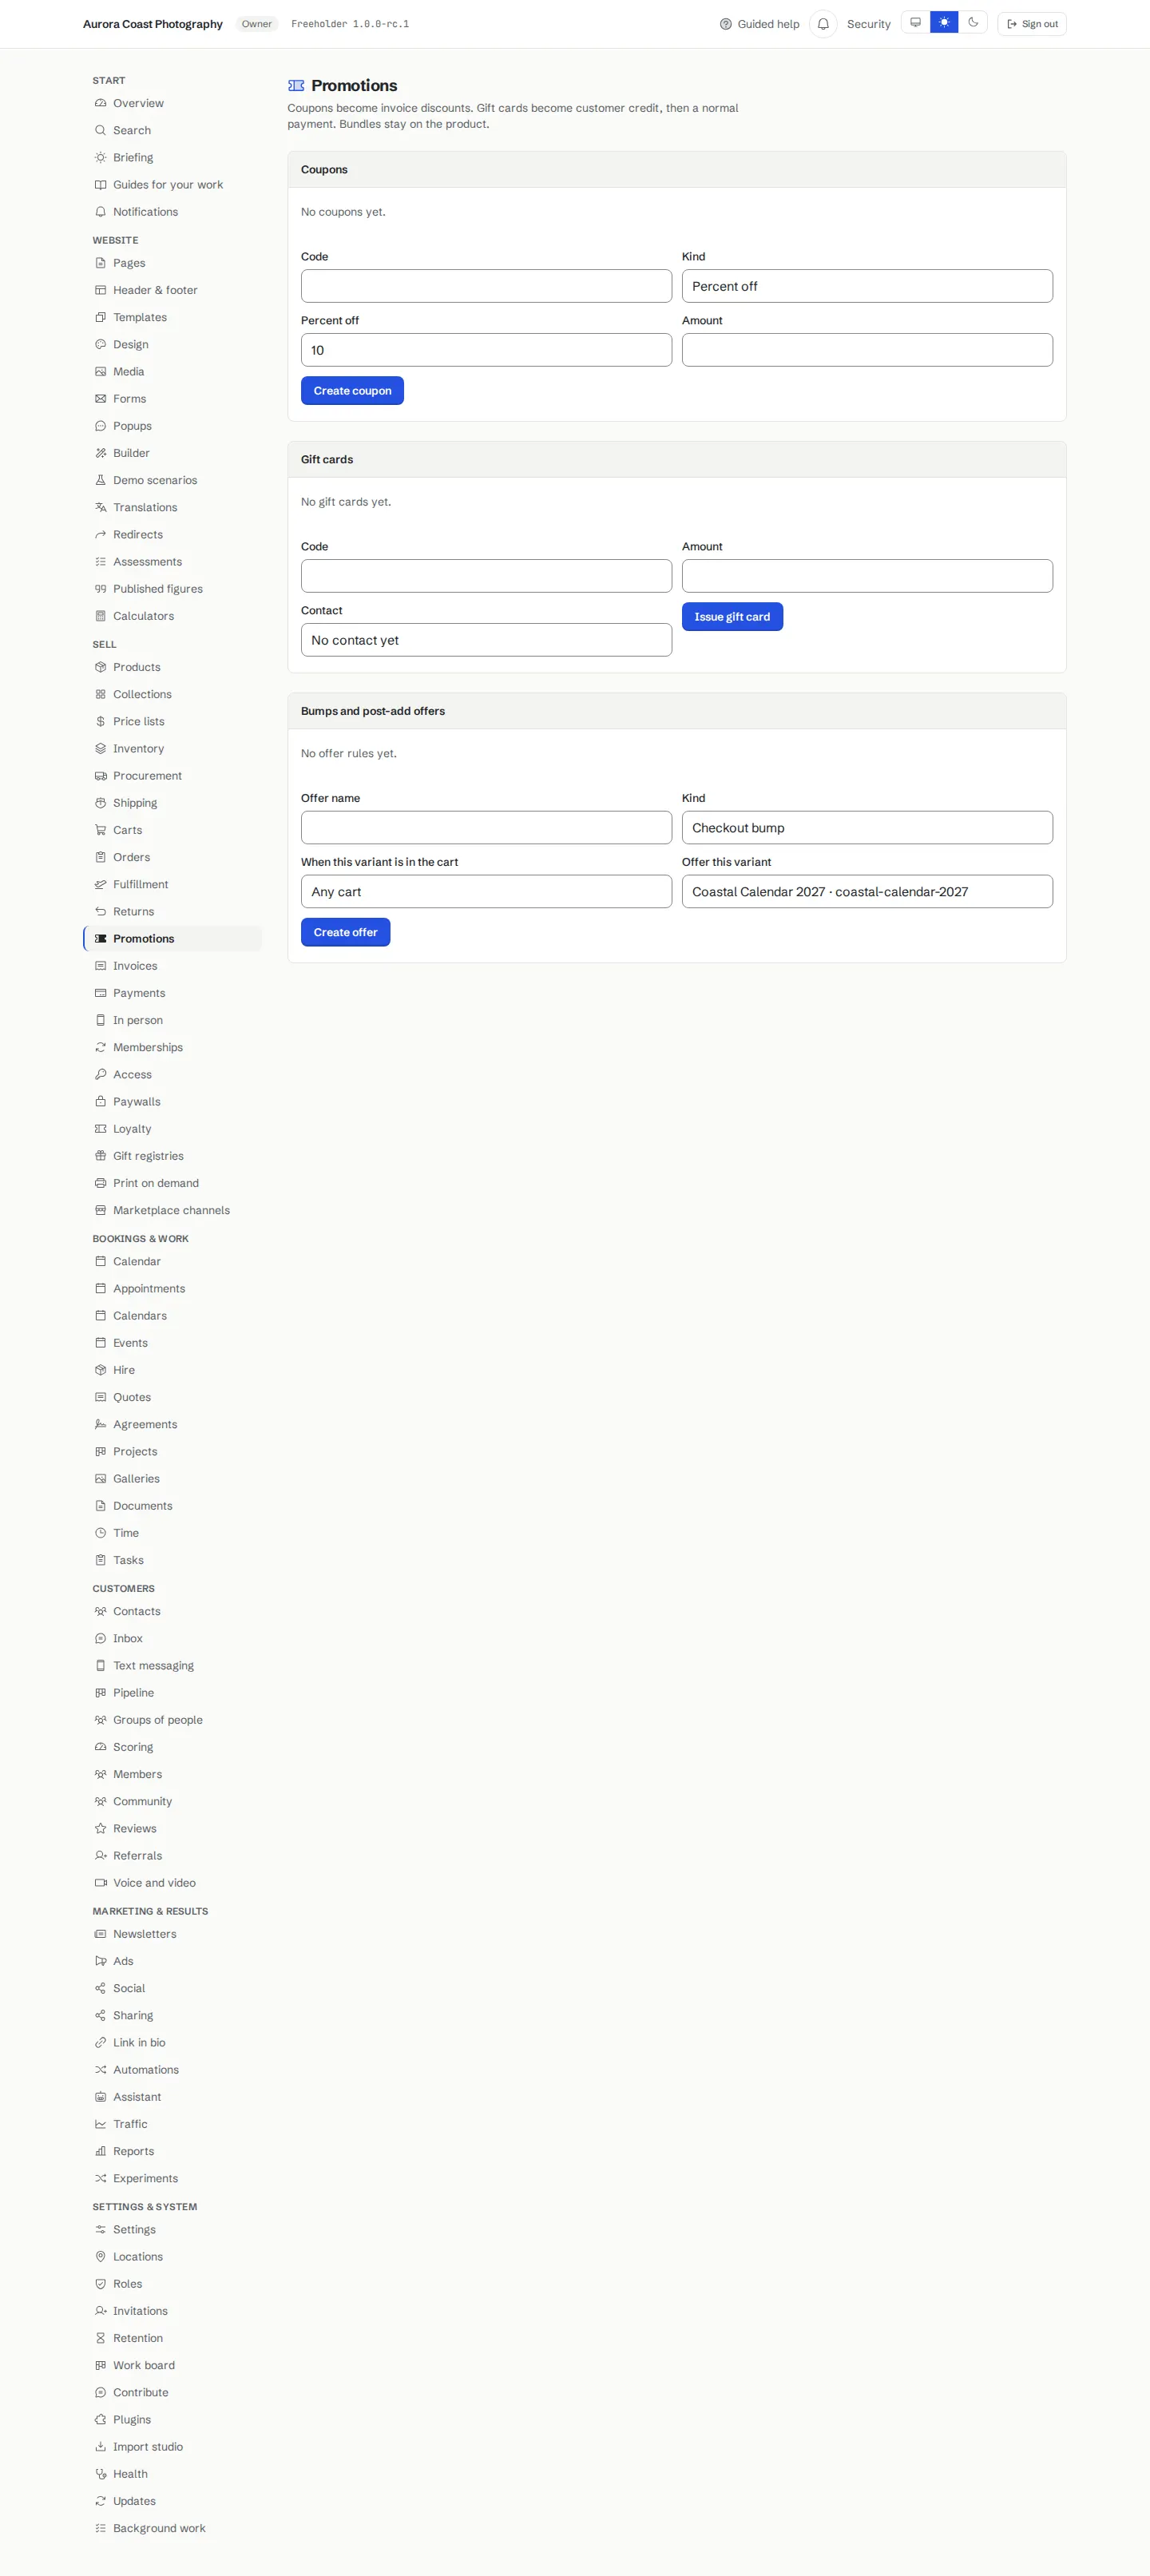 Aurora Coast Photography
Owner
Freeholder 1.0.0-rc.1
Guided help
Security
Sign out
START
Overview
Search
Briefing
Guides for your work
Notifications
WEBSITE
Pages
Header & footer
Templates
Design
Media
Forms
Popups
Builder
Demo scenarios
Translations
Redirects
Assessments
Published figures
Calculators
SELL
Products
Collections
Price lists
Inventory
Procurement
Shipping
Carts
Orders
Fulfillment
Returns
Promotions
Invoices
Payments
In person
Memberships
Access
Paywalls
Loyalty
Gift registries
Print on demand
Marketplace channels
BOOKINGS & WORK
Calendar
Appointments
Calendars
Events
Hire
Quotes
Agreements
Projects
Galleries
Documents
Time
Tasks
CUSTOMERS
Contacts
Inbox
Text messaging
Pipeline
Groups of people
Scoring
Members
Community
Reviews
Referrals
Voice and video
MARKETING & RESULTS
Newsletters
Ads
Social
Sharing
Link in bio
Automations
Assistant
Traffic
Reports
Experiments
SETTINGS & SYSTEM
Settings
Locations
Roles
Invitations
Retention
Work board
Contribute
Plugins
Import studio
Health
Updates
Background work
Promotions
Coupons become invoice discounts. Gift cards become customer credit, then a normal
payment. Bundles stay on the product.
Coupons
No coupons yet.
Code
Kind
Percent off
Percent off
Amount
10
Create coupon
Gift cards
No gift cards yet.
Code
Amount
Contact
Issue gift card
No contact yet
Bumps and post-add offers
No offer rules yet.
Offer name
Kind
Checkout bump
When this variant is in the cart
Offer this variant
Any cart
Coastal Calendar 2027 · coastal-calendar-2027
Create offer